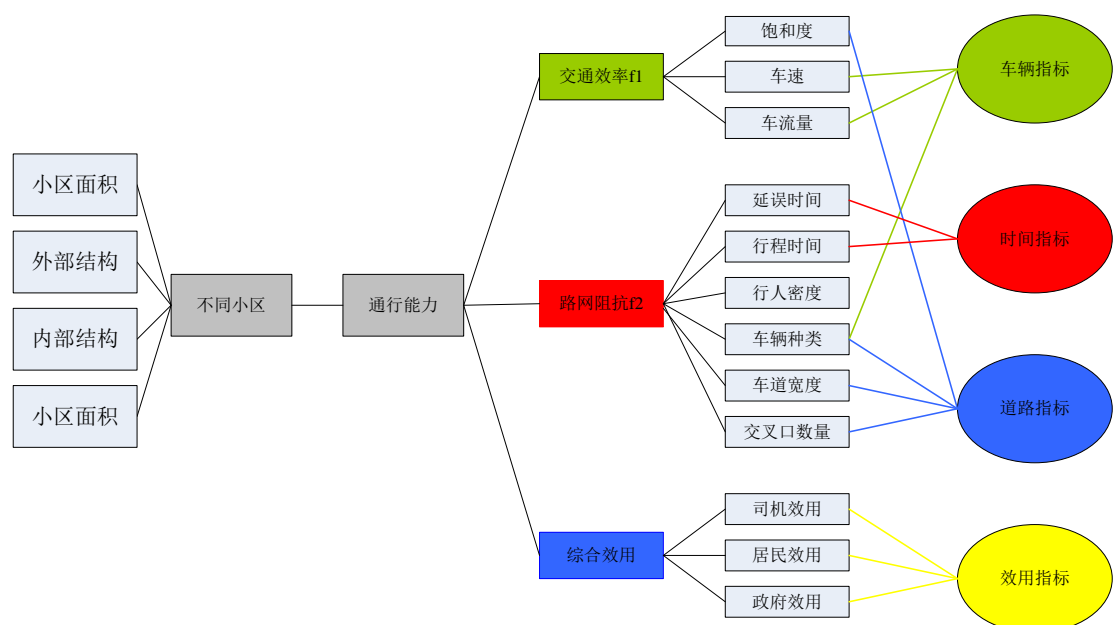 小区面积
外部结构
内部结构
小区面积
不同小区
通行能力
交通效率f1
路网阻抗f2
综合效用
饱和度
车速
车流量
延误时间
行程时间
行人密度
车辆种类
车道宽度
交叉口数量
司机效用
居民效用
政府效用
车辆指标
时间指标
道路指标
效用指标